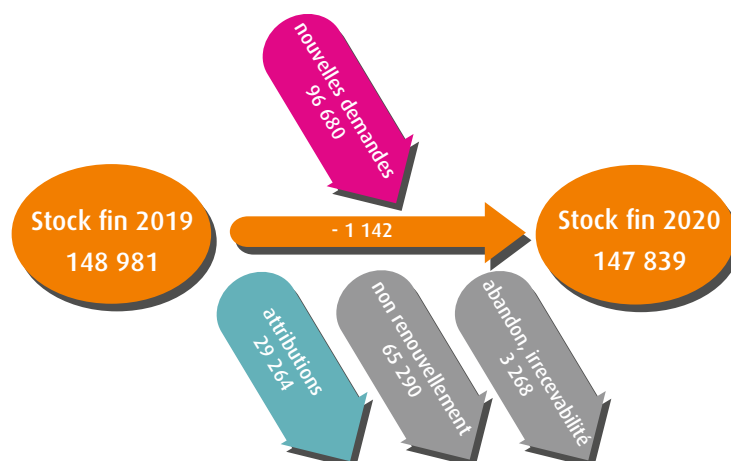 nouvelles demandes
96 680
Stock fin 2019
148 981
- 1 142
Stock fin 2020
147 839
attributions
29 264
non renouvellement
65 290
abandon, irrecevabilité
3 268